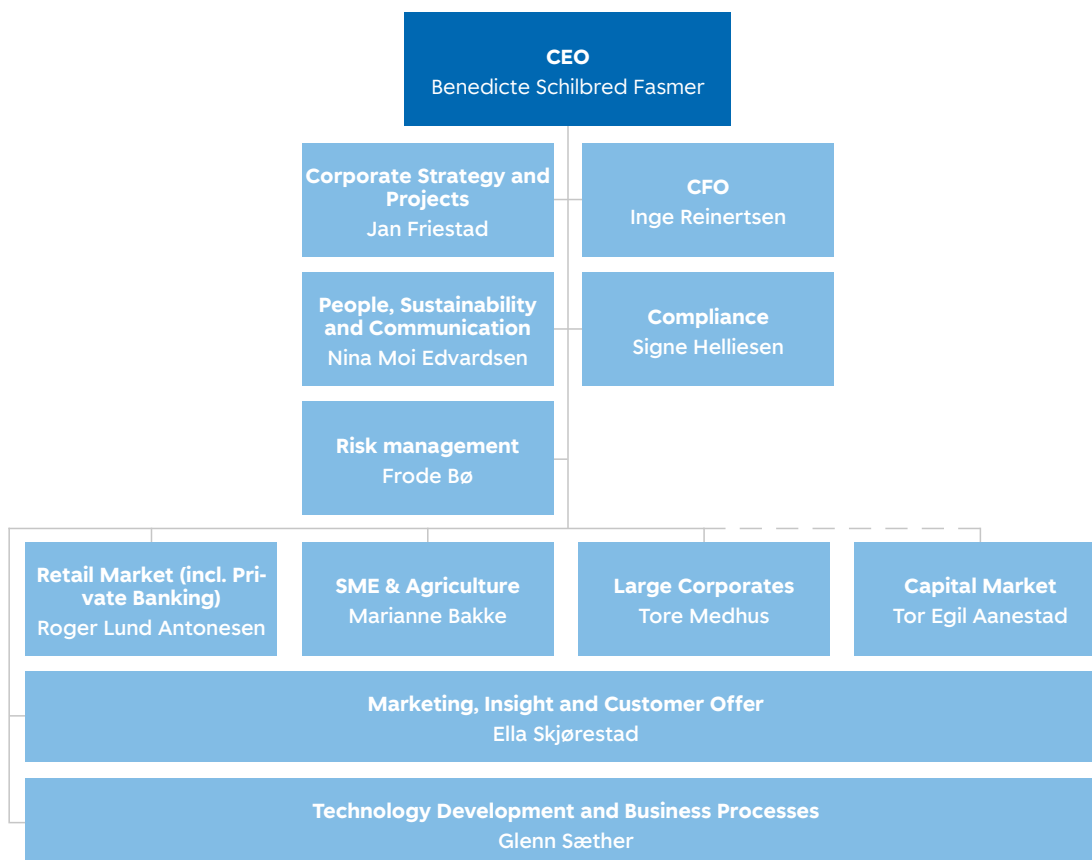 CEO
Benedicte Schilbred Fasmer
Corporate Strategy and
Projects
Jan Friestad
CFO
Inge Reinertsen
People, Sustainability
and Communication
Nina Moi Edvardsen
Compliance
Signe Helliesen
Risk management
Frode Bø
Retail Market (incl. Pri-
vate Banking)
Roger Lund Antonesen
SME & Agriculture
Marianne Bakke
Large Corporates
Tore Medhus
Capital Market
Tor Egil Aanestad
Marketing, Insight and Customer Offer
Ella Skjørestad
Technology Development and Business Processes
Glenn Sæther